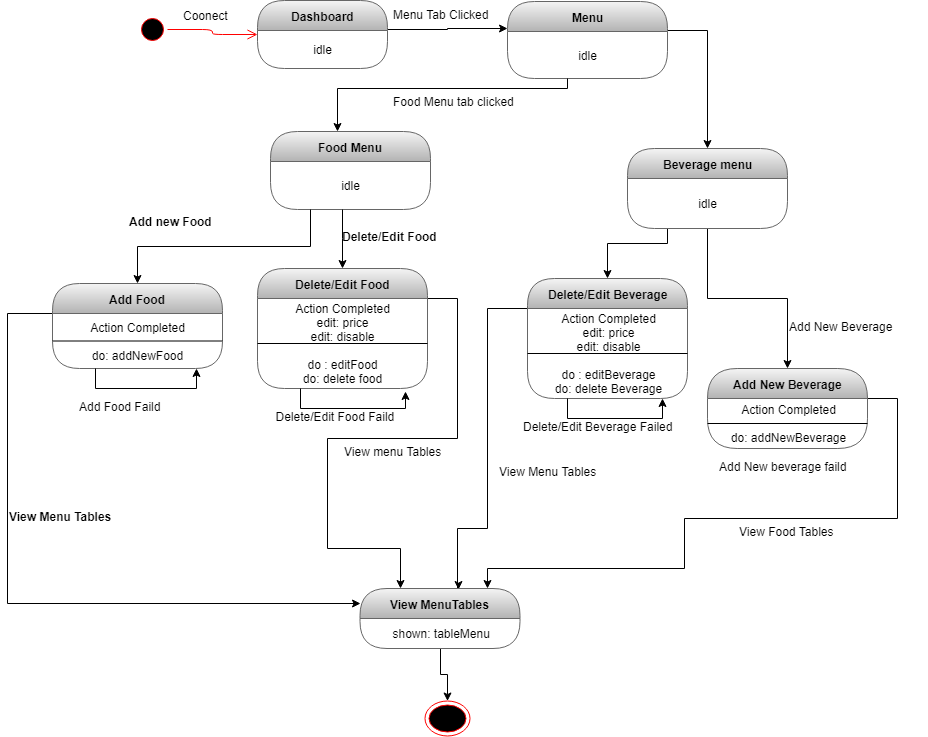 Coonect
Dashboard
idle
Menu Tab Clicked
Menu
idle
Food Menu tab clicked
Food Menu
idle
Beverage menu
idle
Add new Food
Delete/Edit Food
Add Food
Action Completed
do: addNewFood
Add Food Faild
Delete/Edit Food
Action Completed
edit: price
edit: disable
do : editFood
do: delete food
Delete/Edit Food Faild
Delete/Edit Beverage
Action Completed
edit: price
edit: disable
do : editBeverage
do: delete Beverage
Delete/Edit Beverage Failed
Add New Beverage
Add New Beverage
Action Completed
do: addNewBeverage
Add New beverage faild
View menu Tables
View Menu Tables
View Menu Tables
View Food Tables
View MenuTables
shown: tableMenu